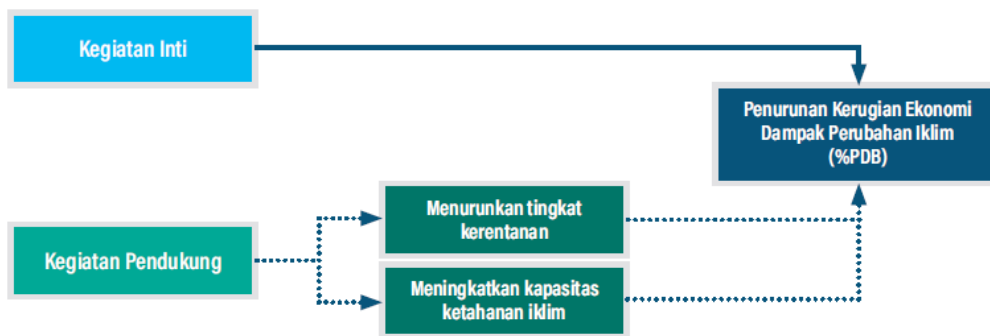 Kegiatan Inti
Penurunan Kerugian Ekonomi
Dampak Perubahan Iklim
(%PDB)
Menurunkan tingkat
kerentanan
Kegiatan Pendukung
Meningkatkan kapasitas
ketahanan iklim